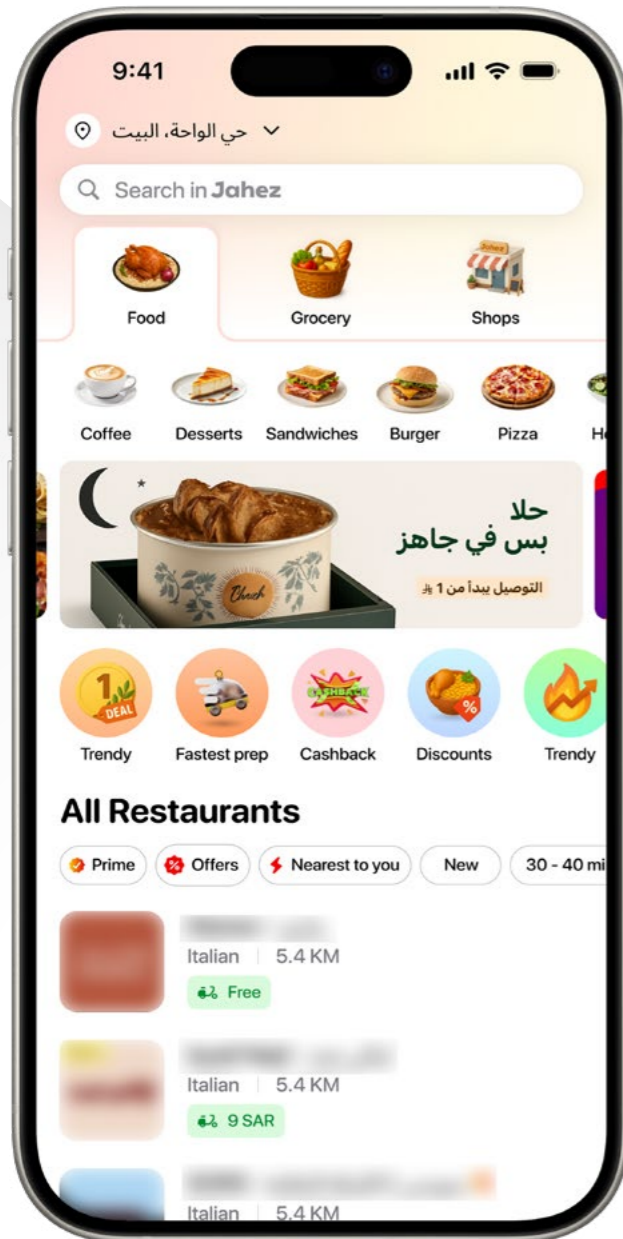 9:41
حي الواحة، البيت
Search in Jahez
Jahez
Food
Grocery
Shops
Coffee
Desserts
Sandwiches
Burger
Pizza
حلا
بس في جاهز
التوصيل يبدأ من 1
1 DEAL
CASHBACK
%
Trendy
Fastest prep
Cashback
Discounts
Trendy
All Restaurants
Prime
% Offers
Nearest to you
New
30 - 40 mi
Italian
5.4 KM
Free
Italian
5.4 KM
9 SAR
Italian
5.4 KM